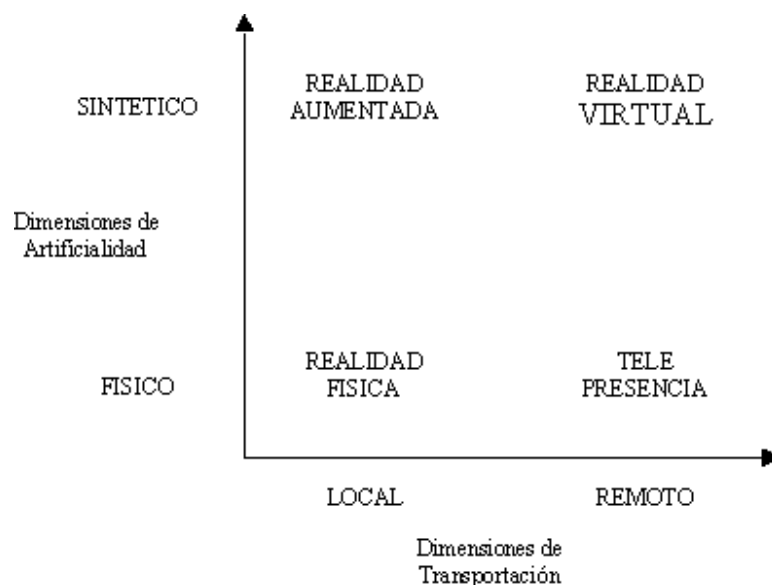 REALIDAD
AUMENTADA
REALIDAD
VIRTUAL
SINTETICO
Dimensiones de
Artificialidad
REALIDAD
FISICA
TELE
PRESENCIA
FISICO
LOCAL
REMOTO
Dimensiones de
Transportación